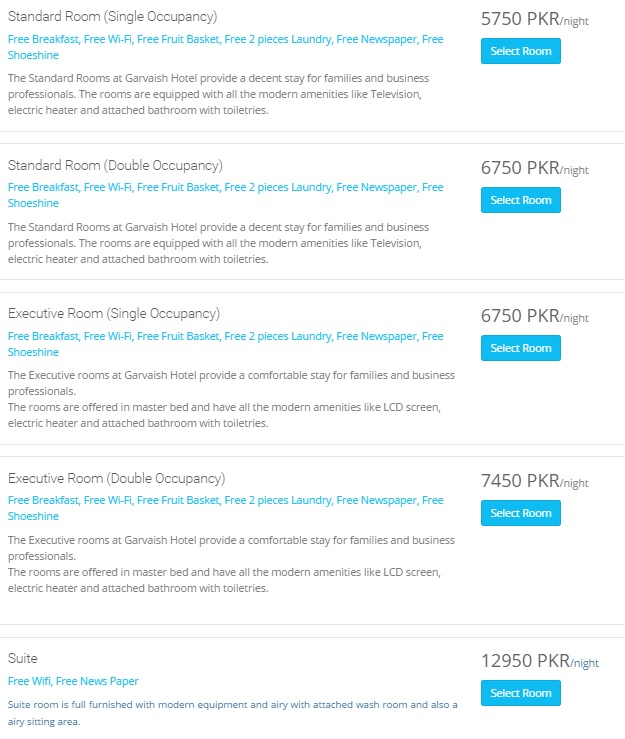 Standard Room (Single Occupancy)
5750 PKR/night
Free Breakfast, Free Wi-Fi, Free Fruit Basket, Free 2 pieces Laundry, Free Newspaper, Free
Shoeshine
Select Room
The Standard Rooms at Garvaish Hotel provide a decent stay for families and business
professionals. The rooms are equipped with all the modern amenities like Television,
electric heater and attached bathroom with toiletries.
Standard Room (Double Occupancy)
6750 PKR/night
Free Breakfast, Free Wi-Fi, Free Fruit Basket, Free 2 pieces Laundry, Free Newspaper, Free
Shoeshine
Select Room
The Standard Rooms at Garvaish Hotel provide a decent stay for families and business
professionals. The rooms are equipped with all the modern amenities like Television,
electric heater and attached bathroom with toiletries.
Executive Room (Single Occupancy)
6750 PKR/night
Free Breakfast, Free Wi-Fi, Free Fruit Basket, Free 2 pieces Laundry, Free Newspaper, Free
Shoeshine
Select Room
The Executive rooms at Garvaish Hotel provide a comfortable stay for families and business
professionals.
The rooms are offered in master bed and have all the modern amenities like LCD screen,
electric heater and attached bathroom with toiletries.
Executive Room (Double Occupancy)
7450 PKR/night
Free Breakfast, Free Wi-Fi, Free Fruit Basket, Free 2 pieces Laundry, Free Newspaper, Free
Shoeshine
Select Room
The Executive rooms at Garvaish Hotel provide a comfortable stay for families and business
professionals.
The rooms are offered in master bed and have all the modern amenities like LCD screen,
electric heater and attached bathroom with toiletries.
Suite
12950 PKR/night
Free Wifi, Free News Paper
Select Room
Suite room is full furnished with modern equipment and airy with attached wash room and also a
airy sitting area.